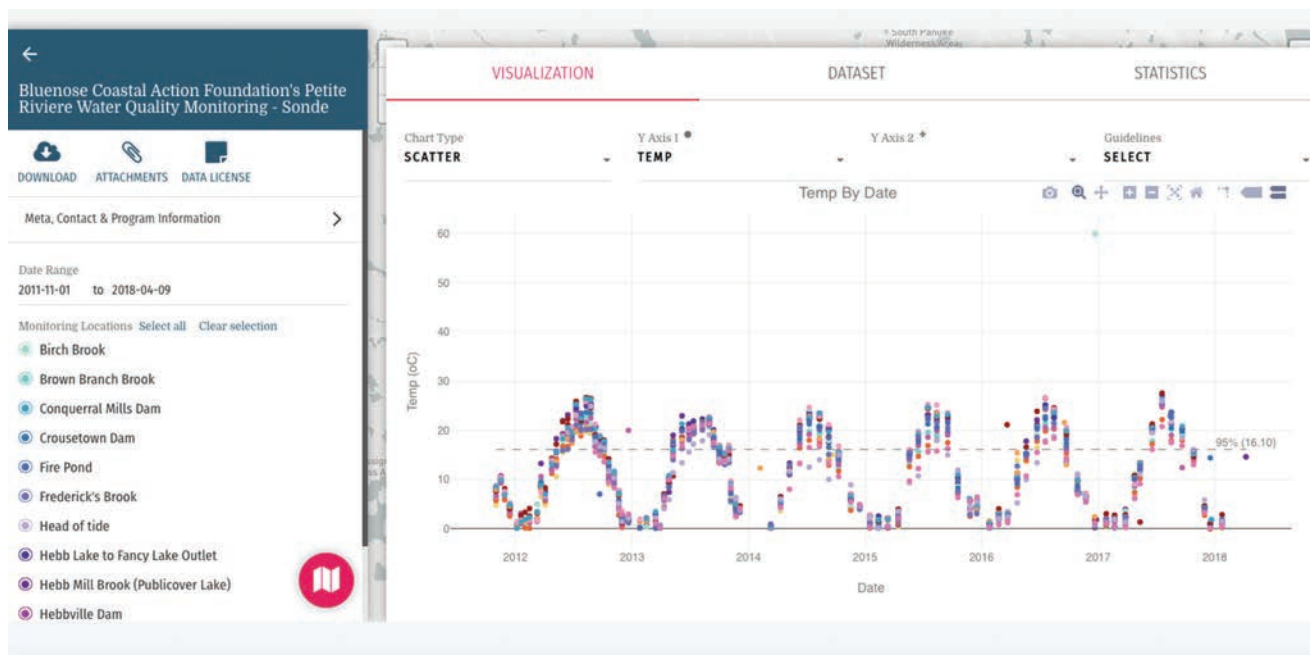 South Panuke
Wilderness Areas
Bluenose Coastal Action Foundation's Petite
Riviere Water Quality Monitoring - Sonde
DOWNLOAD ATTACHMENTS DATA LICENSE
Meta, Contact & Program Information
Date Range
2011-11-01 to 2018-04-09
Monitoring Locations Select all Clear selection
Birch Brook
Brown Branch Brook
Conquerral Mills Dam
Crousetown Dam
Fire Pond
Frederick's Brook
Head of tide
Hebb Lake to Fancy Lake Outlet
Hebb Mill Brook (Publicover Lake)
Hebbville Dam
VISUALIZATION DATASET STATISTICS
Chart Type Y Axis 1 Y Axis 2 Guidelines
SCATTER TEMP SELECT
Temp By Date
60
50
40
30
20
10
0
Temp (oC)
95% (16.10)
2012 2013 2014 2015 2016 2017 2018
Date